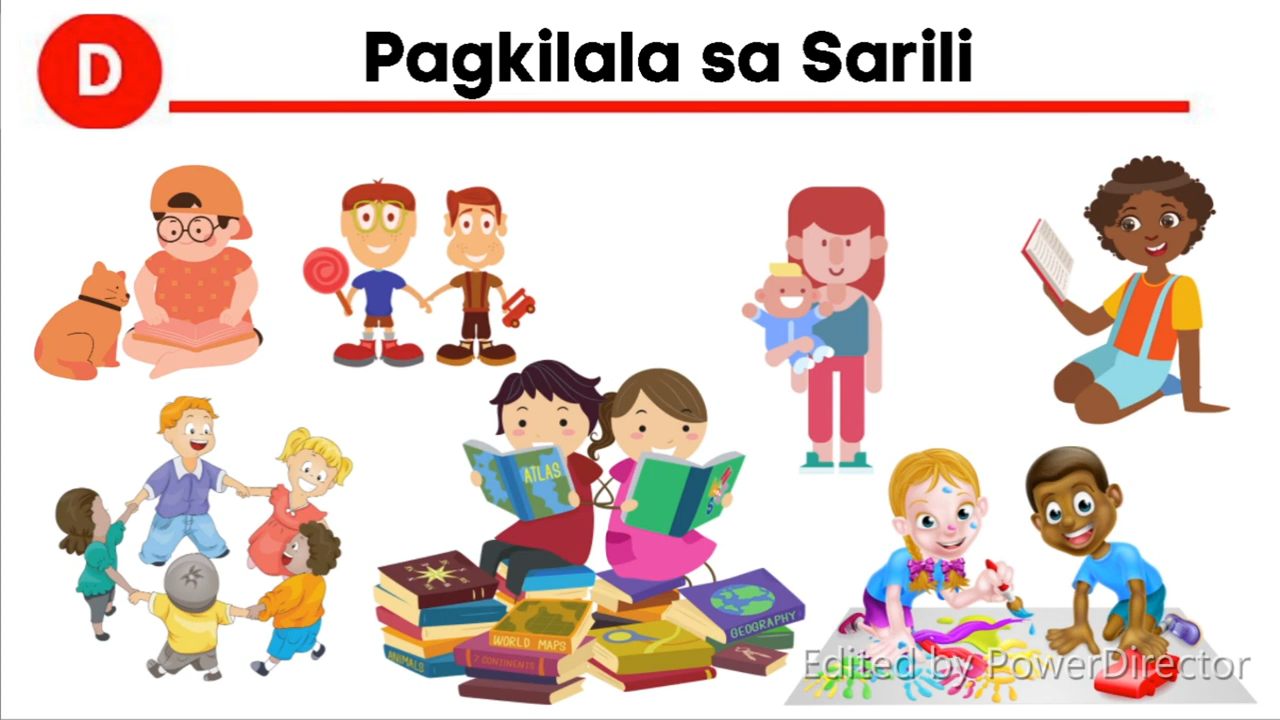 D
Pagkilala sa Sarili
ATLAS
WORLD MAPS
7 CONTINENTS
ANIMALS
GEOGRAPHY
Edited by PowerDirector